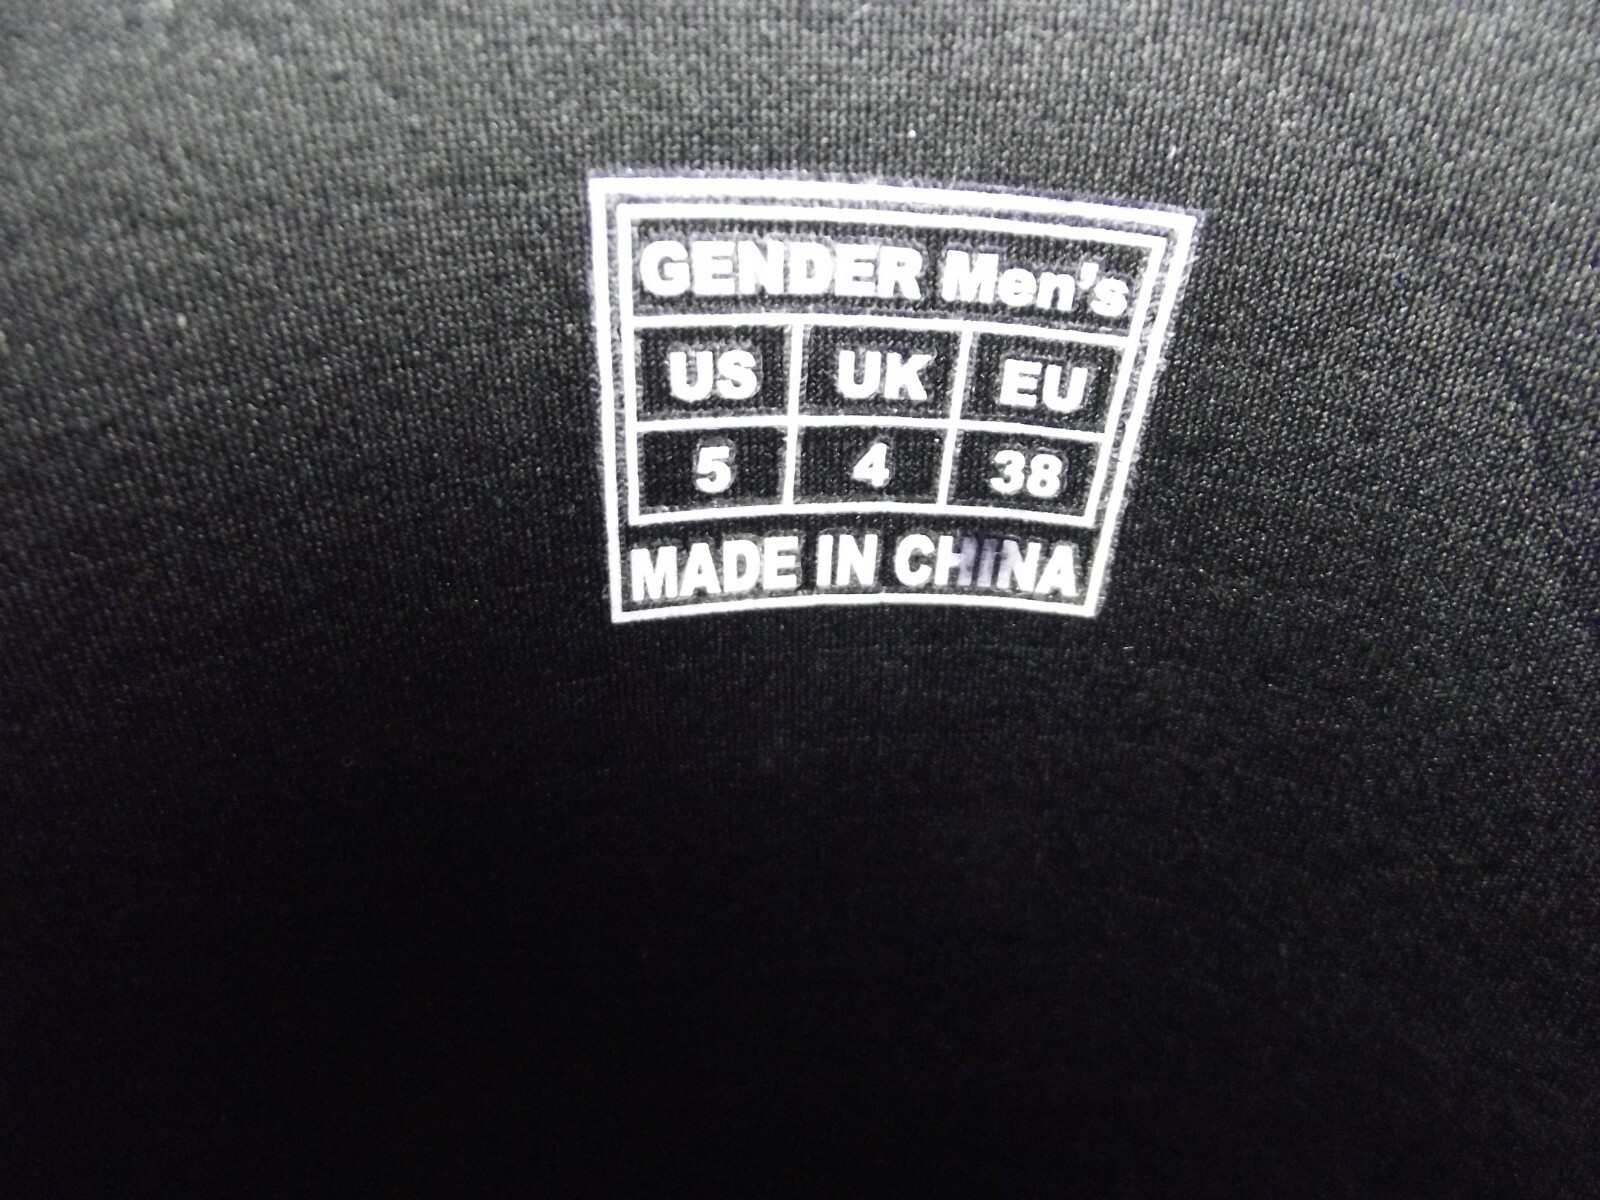 GENDER Men's
US UK EU
5 4 38
MADE IN CHINA